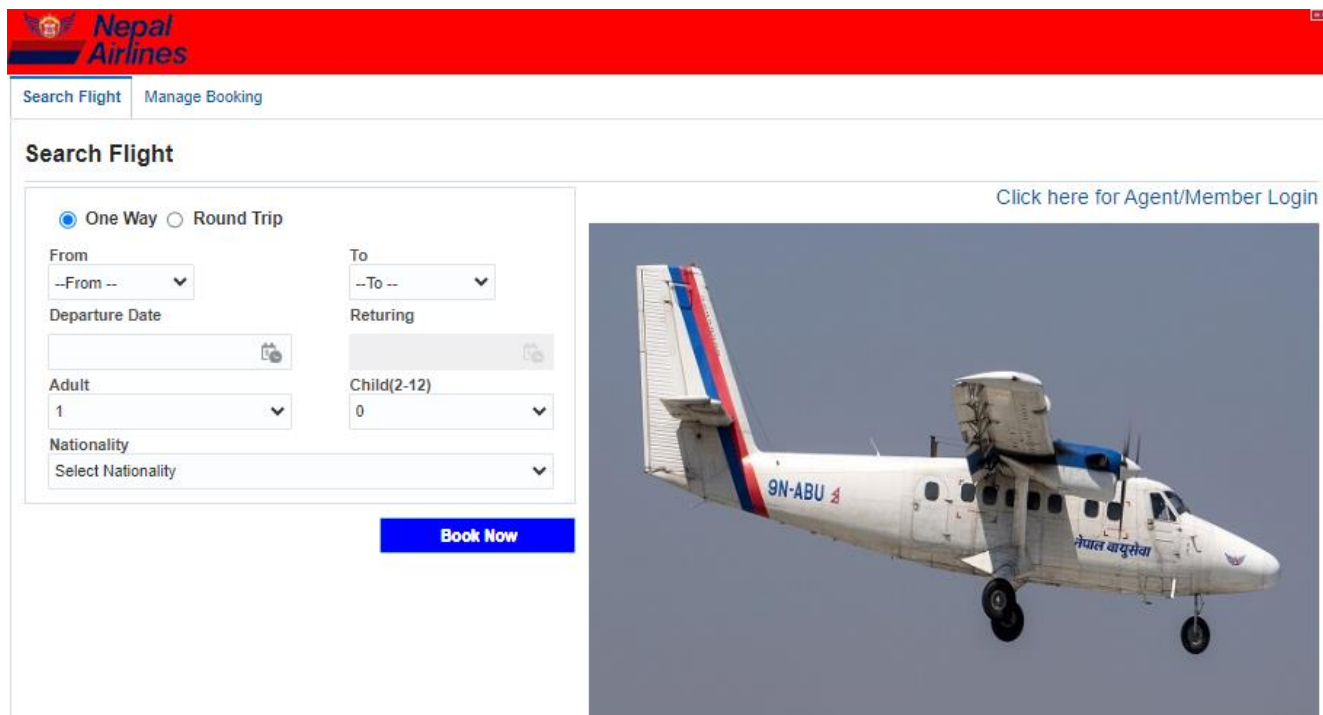 Nepal
Airlines
Search Flight Manage Booking
Search Flight
Click here for Agent/Member Login
One Way Round Trip
From To
--From -- --To --
Departure Date Returing
Adult Child(2-12)
1 0
Nationality
Select Nationality
Book Now
9N-ABU
नेपाल वायुसेवा